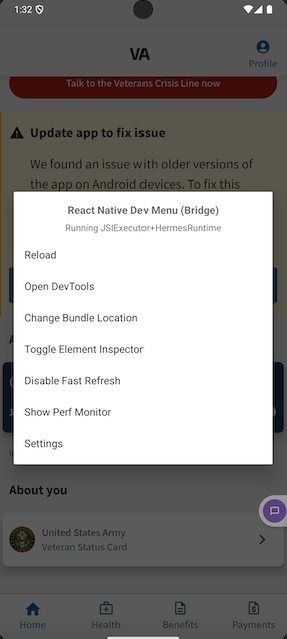 1:32
VA
Profile
Talk to the Veterans Crisis Line now
Update app to fix issue
We found an issue with older versions of
the app on Android devices. To fix this
React Native Dev Menu (Bridge)
Running JSIExecutor+HermesRuntime
Reload
Open DevTools
Change Bundle Location
Toggle Element Inspector
Disable Fast Refresh
Show Perf Monitor
Settings
About you
United States Army
Veteran Status Card
Home
Health
Benefits
Payments